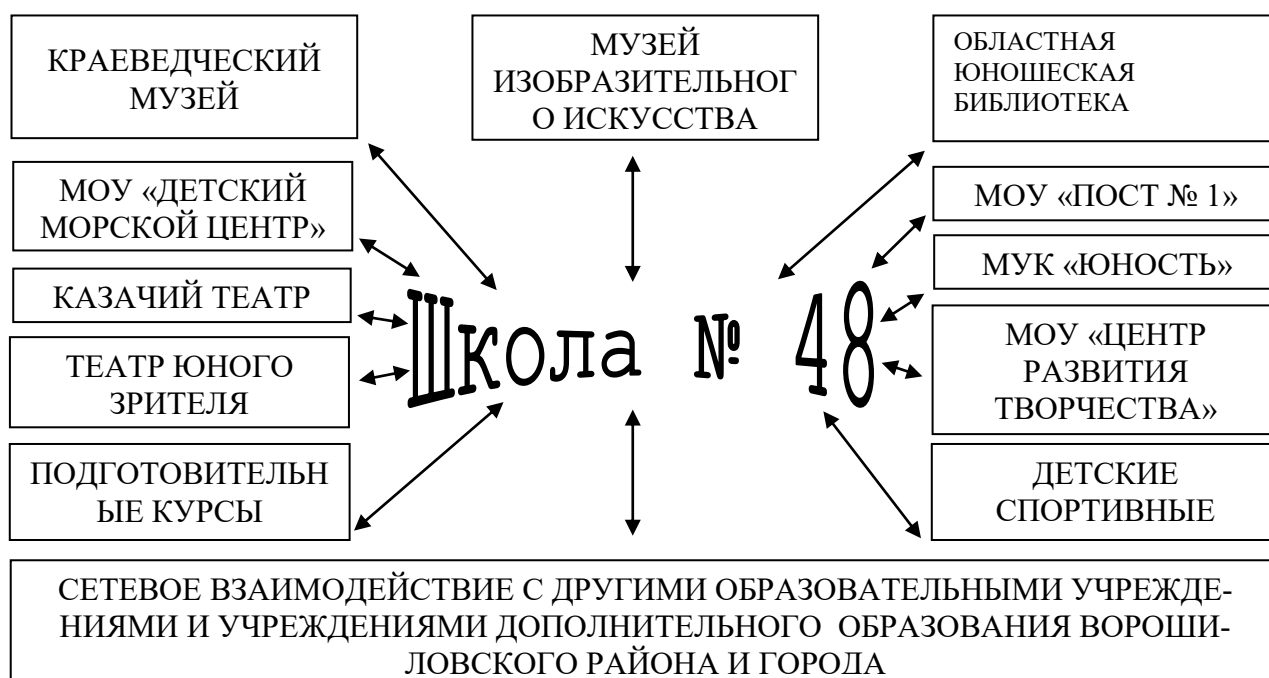 КРАЕВЕДЧЕСКИЙ
МУЗЕЙ
МУЗЕЙ
ИЗОБРАЗИТЕЛЬНОГ
О ИСКУССТВА
ОБЛАСТНАЯ
ЮНОШЕСКАЯ
БИБЛИОТЕКА
МОУ «ДЕТСКИЙ
МОРСКОЙ ЦЕНТР»
МОУ «ПОСТ № 1»
КАЗАЧИЙ ТЕАТР
МУК «ЮНОСТЬ»
Школа № 48
ТЕАТР ЮНОГО
ЗРИТЕЛЯ
МОУ «ЦЕНТР
РАЗВИТИЯ
ТВОРЧЕСТВА»
ПОДГОТОВИТЕЛЬН
ЫЕ КУРСЫ
ДЕТСКИЕ
СПОРТИВНЫЕ
СЕТЕВОЕ ВЗАИМОДЕЙСТВИЕ С ДРУГИМИ ОБРАЗОВАТЕЛЬНЫМИ УЧРЕЖДЕ-
НИЯМИ И УЧРЕЖДЕНИЯМИ ДОПОЛНИТЕЛЬНОГО ОБРАЗОВАНИЯ ВОРОШИ-
ЛОВСКОГО РАЙОНА И ГОРОДА